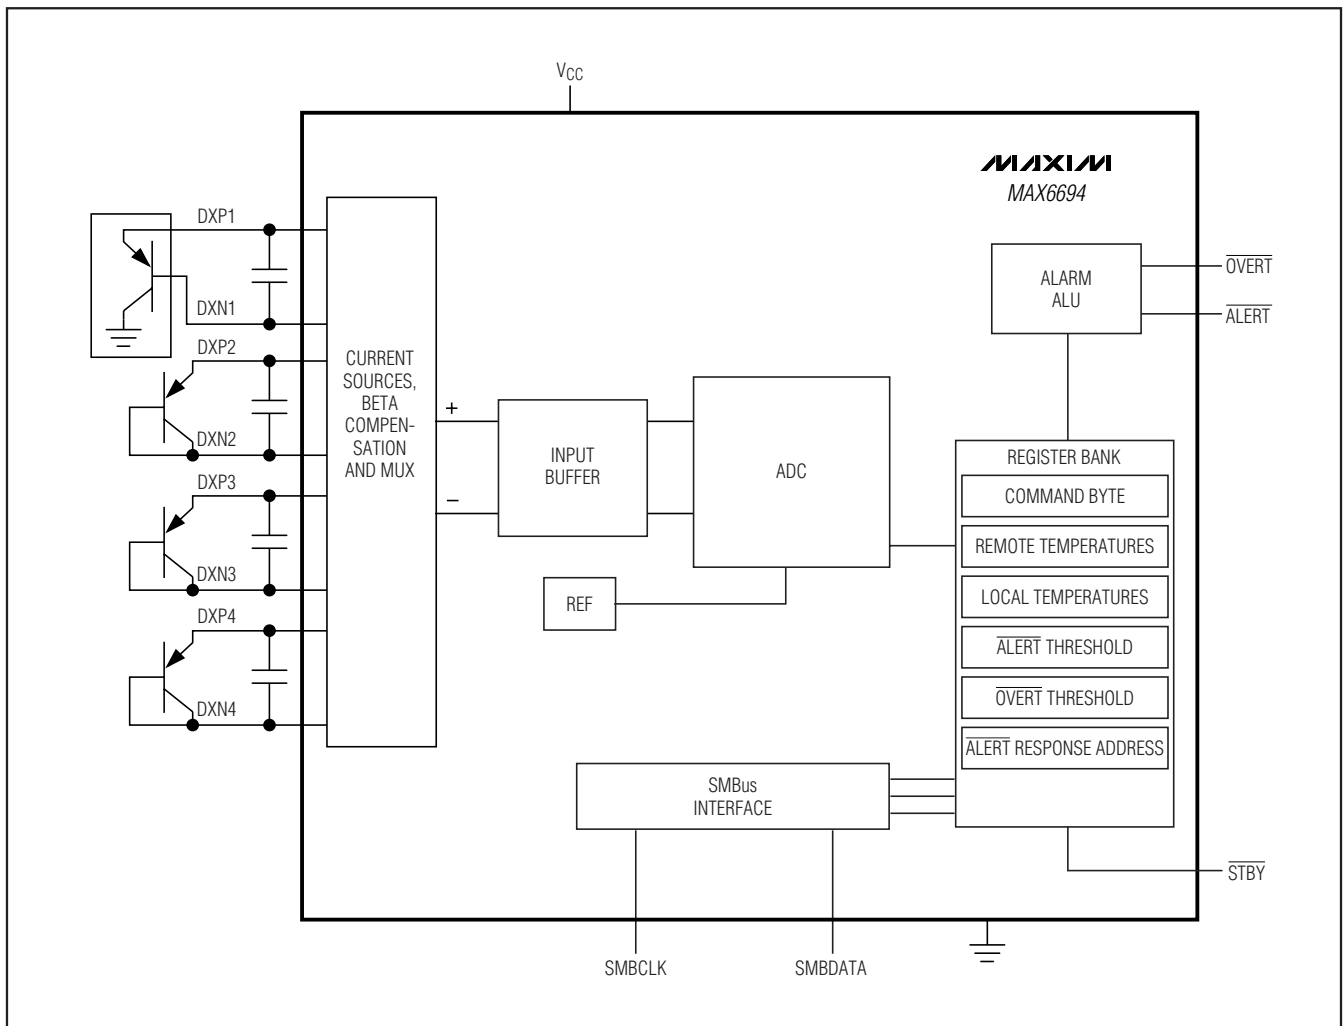 VCC
MAXIM
MAX6694
DXP1
DXN1
DXP2
DXN2
DXP3
DXN3
DXP4
DXN4
CURRENT
SOURCES,
BETA
COMPEN-
SATION
AND MUX
+
−
INPUT
BUFFER
ADC
REF
ALARM
ALU
OVERT
ALERT
REGISTER BANK
COMMAND BYTE
REMOTE TEMPERATURES
LOCAL TEMPERATURES
ALERT THRESHOLD
OVERT THRESHOLD
ALERT RESPONSE ADDRESS
SMBus
INTERFACE
STBY
SMBCLK
SMBDATA